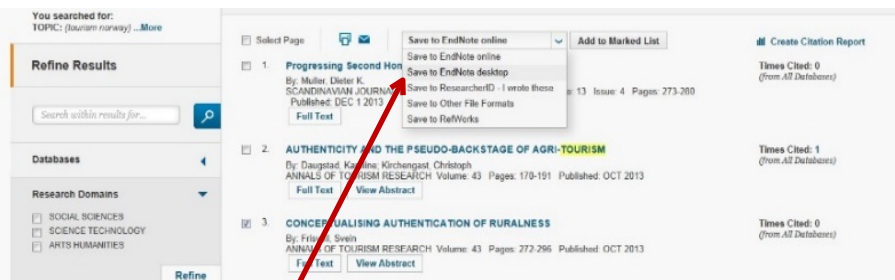 You searched for:
TOPIC: (tourism norway) ...More
Refine Results
Search within results for...
Databases
Research Domains
SOCIAL SCIENCES
SCIENCE TECHNOLOGY
ARTS HUMANITIES
Refine
Select Page
Save to EndNote online
Add to Marked List
Save to EndNote online
Save to EndNote desktop
Save to ResearcherID - I wrote these
Save to Other File Formats
Save to RefWorks
Create Citation Report
1. Progressing Second Hom
By: Muller, Dieter K.
SCANDINAVIAN JOURNA 13 Issue: 4 Pages: 273-280
Published: DEC 1 2013
Full Text
Times Cited: 0
(from All Databases)
2. AUTHENTICITY AND THE PSEUDO-BACKSTAGE OF AGRI-TOURISM
By: Daugstad, Karoline; Kirchengast, Christoph
ANNALS OF TOURISM RESEARCH Volume: 43 Pages: 170-191 Published: OCT 2013
Full Text View Abstract
Times Cited: 1
(from All Databases)
3. CONCEPTUALISING AUTHENTICATION OF RURALNESS
By: Frisvoll, Svein
ANNALS OF TOURISM RESEARCH Volume: 43 Pages: 272-296 Published: OCT 2013
Full Text View Abstract
Times Cited: 0
(from All Databases)